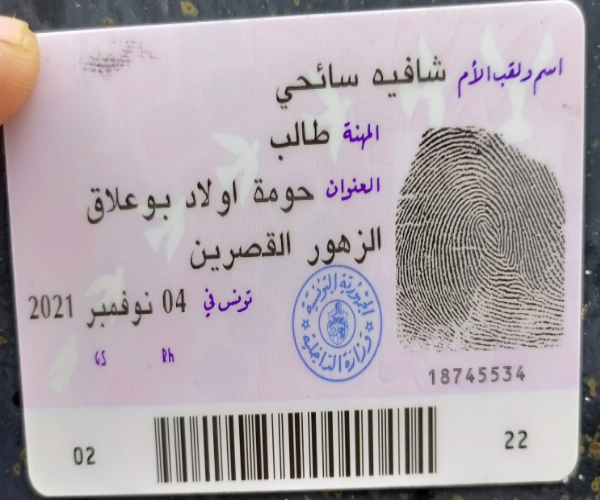 اسم ولقب الأم شافيه سائحي
المهنة طالب
العنوان حومة اولاد بوعلاق
الزهور القصرين
تونس في 04 نوفمبر 2021
GS Rh
الجمهورية التونسية
وزارة الداخلية
18745534
02 22